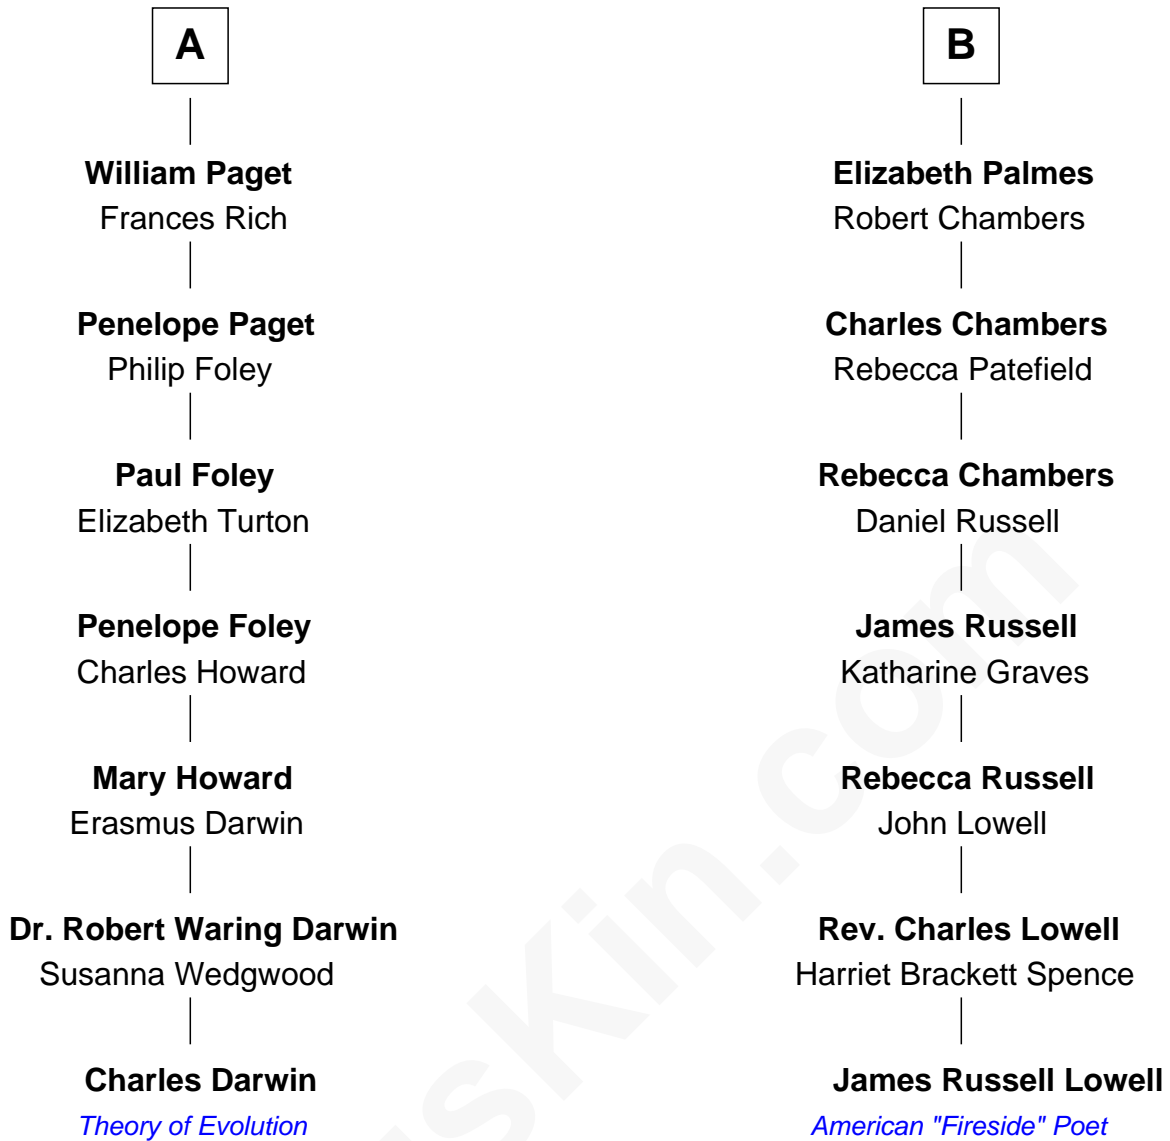 A
William Paget
Frances Rich
Penelope Paget
Philip Foley
Paul Foley
Elizabeth Turton
Penelope Foley
Charles Howard
Mary Howard
Erasmus Darwin
Dr. Robert Waring Darwin
Susanna Wedgwood
Charles Darwin
Theory of Evolution
B
Elizabeth Palmes
Robert Chambers
Charles Chambers
Rebecca Patefield
Rebecca Chambers
Daniel Russell
James Russell
Katharine Graves
Rebecca Russell
John Lowell
Rev. Charles Lowell
Harriet Brackett Spence
James Russell Lowell
American "Fireside" Poet
usKin.com